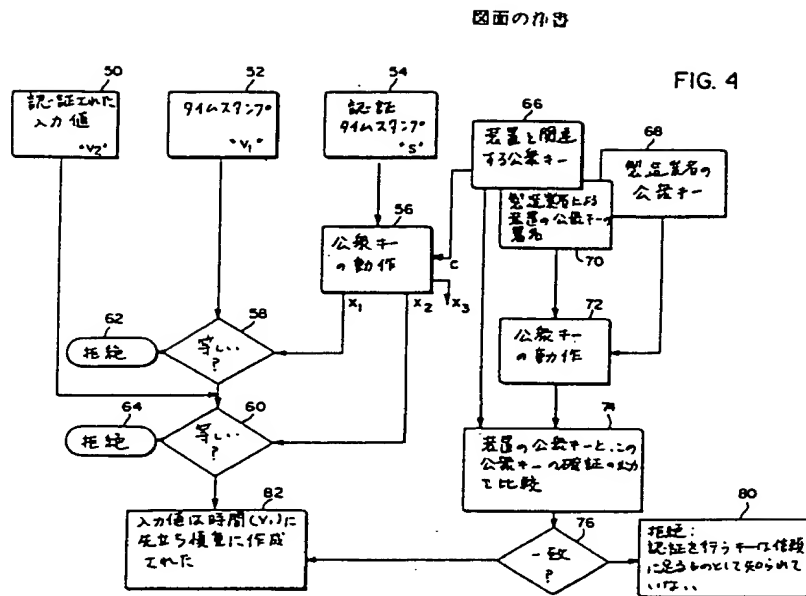 図面の浄書
FIG. 4
50
認証された
入力値
"V2"
52
タイムスタンプ
"V1"
54
認証
タイムスタンプ
"S"
66
装置と関連
する公衆キー
68
製造業者の
公衆キー
製造業者による
装置の公衆キーの
署名
70
56
公衆キー
の動作
C
X1
X2
X3
72
公衆キー
の動作
62
拒絶
58
等しい
?
64
拒絶
60
等しい
?
74
装置の公衆キーと、この
公衆キーの確証の
て比較
82
入力値は時間(V1)に
先立ち慎重に作成
された
76
一致
?
80
拒絶:
認証を行うキーは信頼
に足るものとして知られて
いない